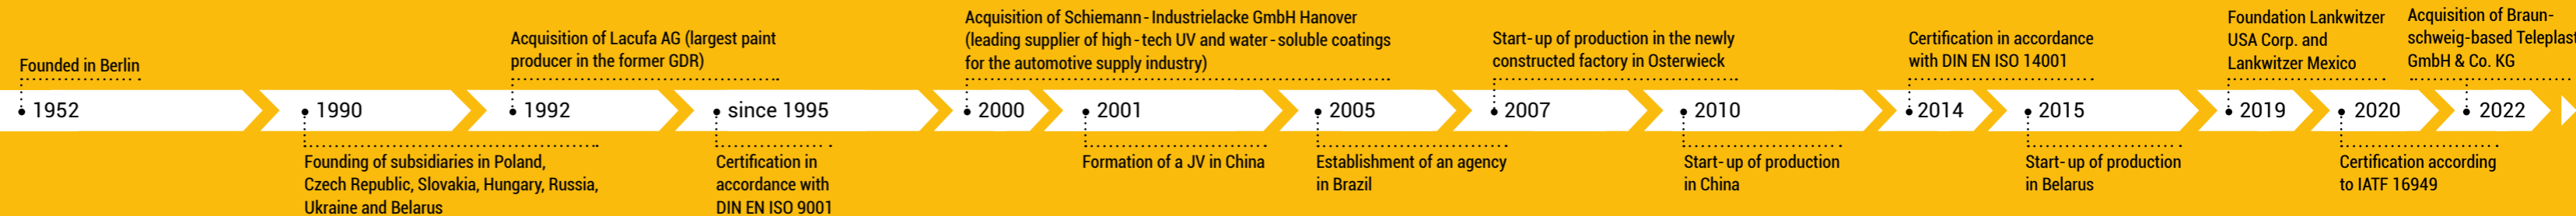 Founded in Berlin
1952
1990
Founding of subsidiaries in Poland,
Czech Republic, Slovakia, Hungary, Russia,
Ukraine and Belarus
Acquisition of Lacufa AG (largest paint
producer in the former GDR)
1992
since 1995
Certification in
accordance with
DIN EN ISO 9001
Acquisition of Schiemann-Industrielacke GmbH Hanover
(leading supplier of high-tech UV and water-soluble coatings
for the automotive supply industry)
2000
2001
Formation of a JV in China
2005
Establishment of an agency
in Brazil
Start-up of production in the newly
constructed factory in Osterwieck
2007
2010
Start-up of production
in China
Certification in accordance
with DIN EN ISO 14001
2014
2015
Start-up of production
in Belarus
Foundation Lankwitzer
USA Corp. and
Lankwitzer Mexico
2019
2020
Certification according
to IATF 16949
Acquisition of Braun-
schweig-based Teleplast
GmbH & Co. KG
2022